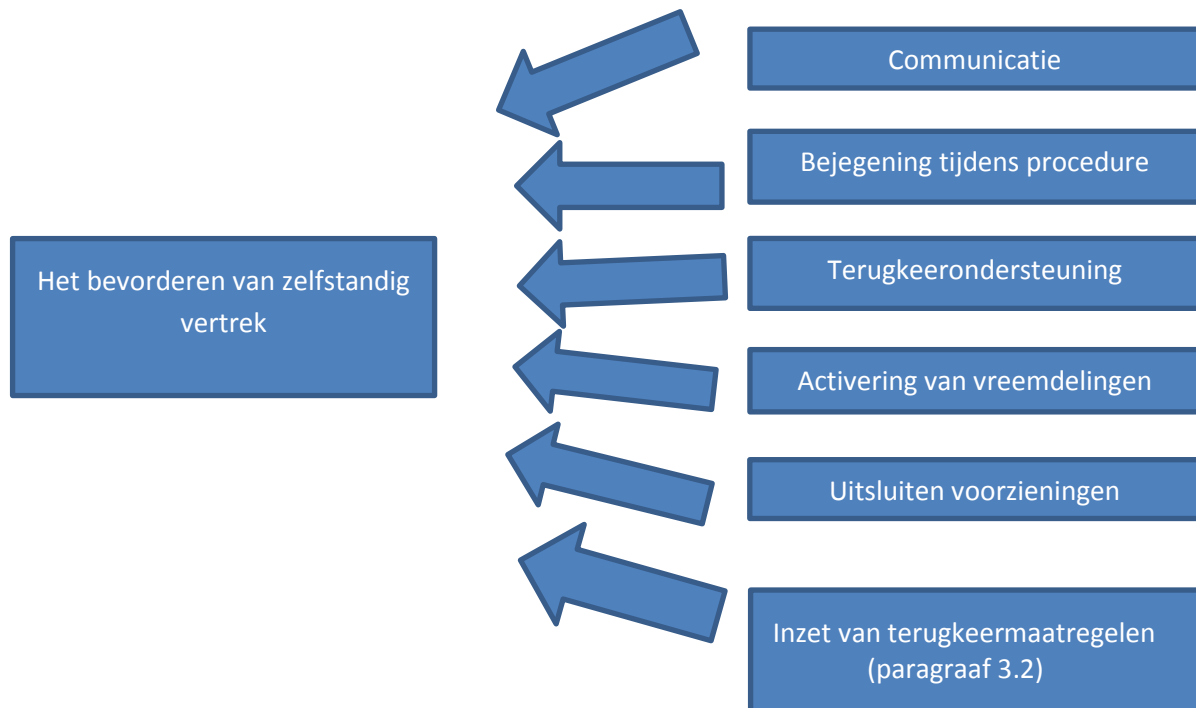 Communicatie
Bejegening tijdens procedure
Het bevorderen van zelfstandig
vertrek
Terugkeerondersteuning
Activering van vreemdelingen
Uitsluiten voorzieningen
Inzet van terugkeermaatregelen
(paragraaf 3.2)